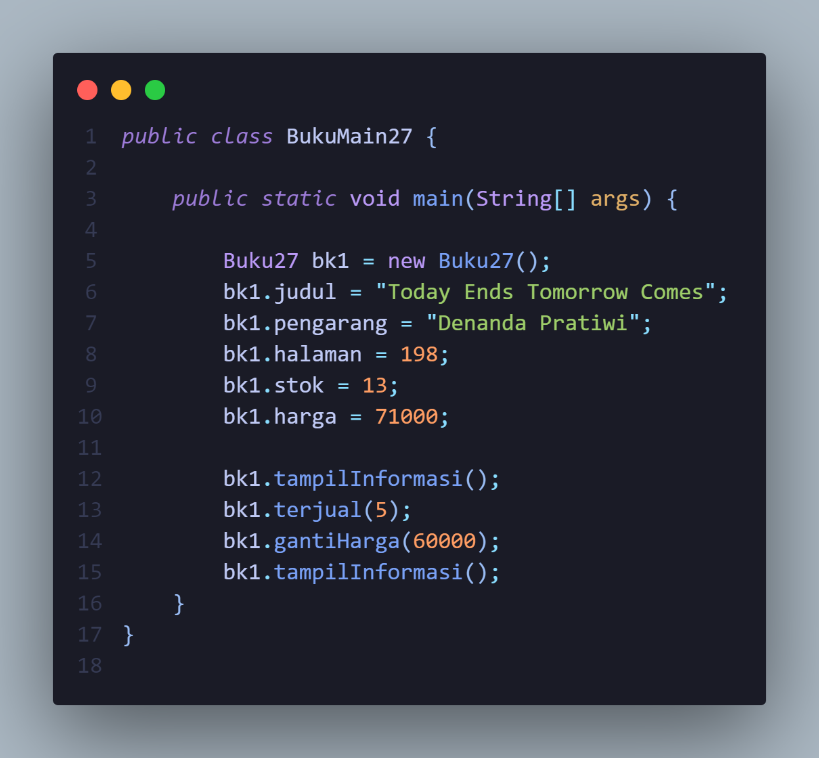 1 public class BukuMain27 {
2
3     public static void main(String[] args) {
4
5         Buku27 bk1 = new Buku27();
6         bk1.judul = "Today Ends Tomorrow Comes";
7         bk1.pengarang = "Denanda Pratiwi";
8         bk1.halaman = 198;
9         bk1.stok = 13;
10         bk1.harga = 71000;
11
12         bk1.tampilInformasi();
13         bk1.terjual(5);
14         bk1.gantiHarga(60000);
15         bk1.tampilInformasi();
16     }
17 }
18